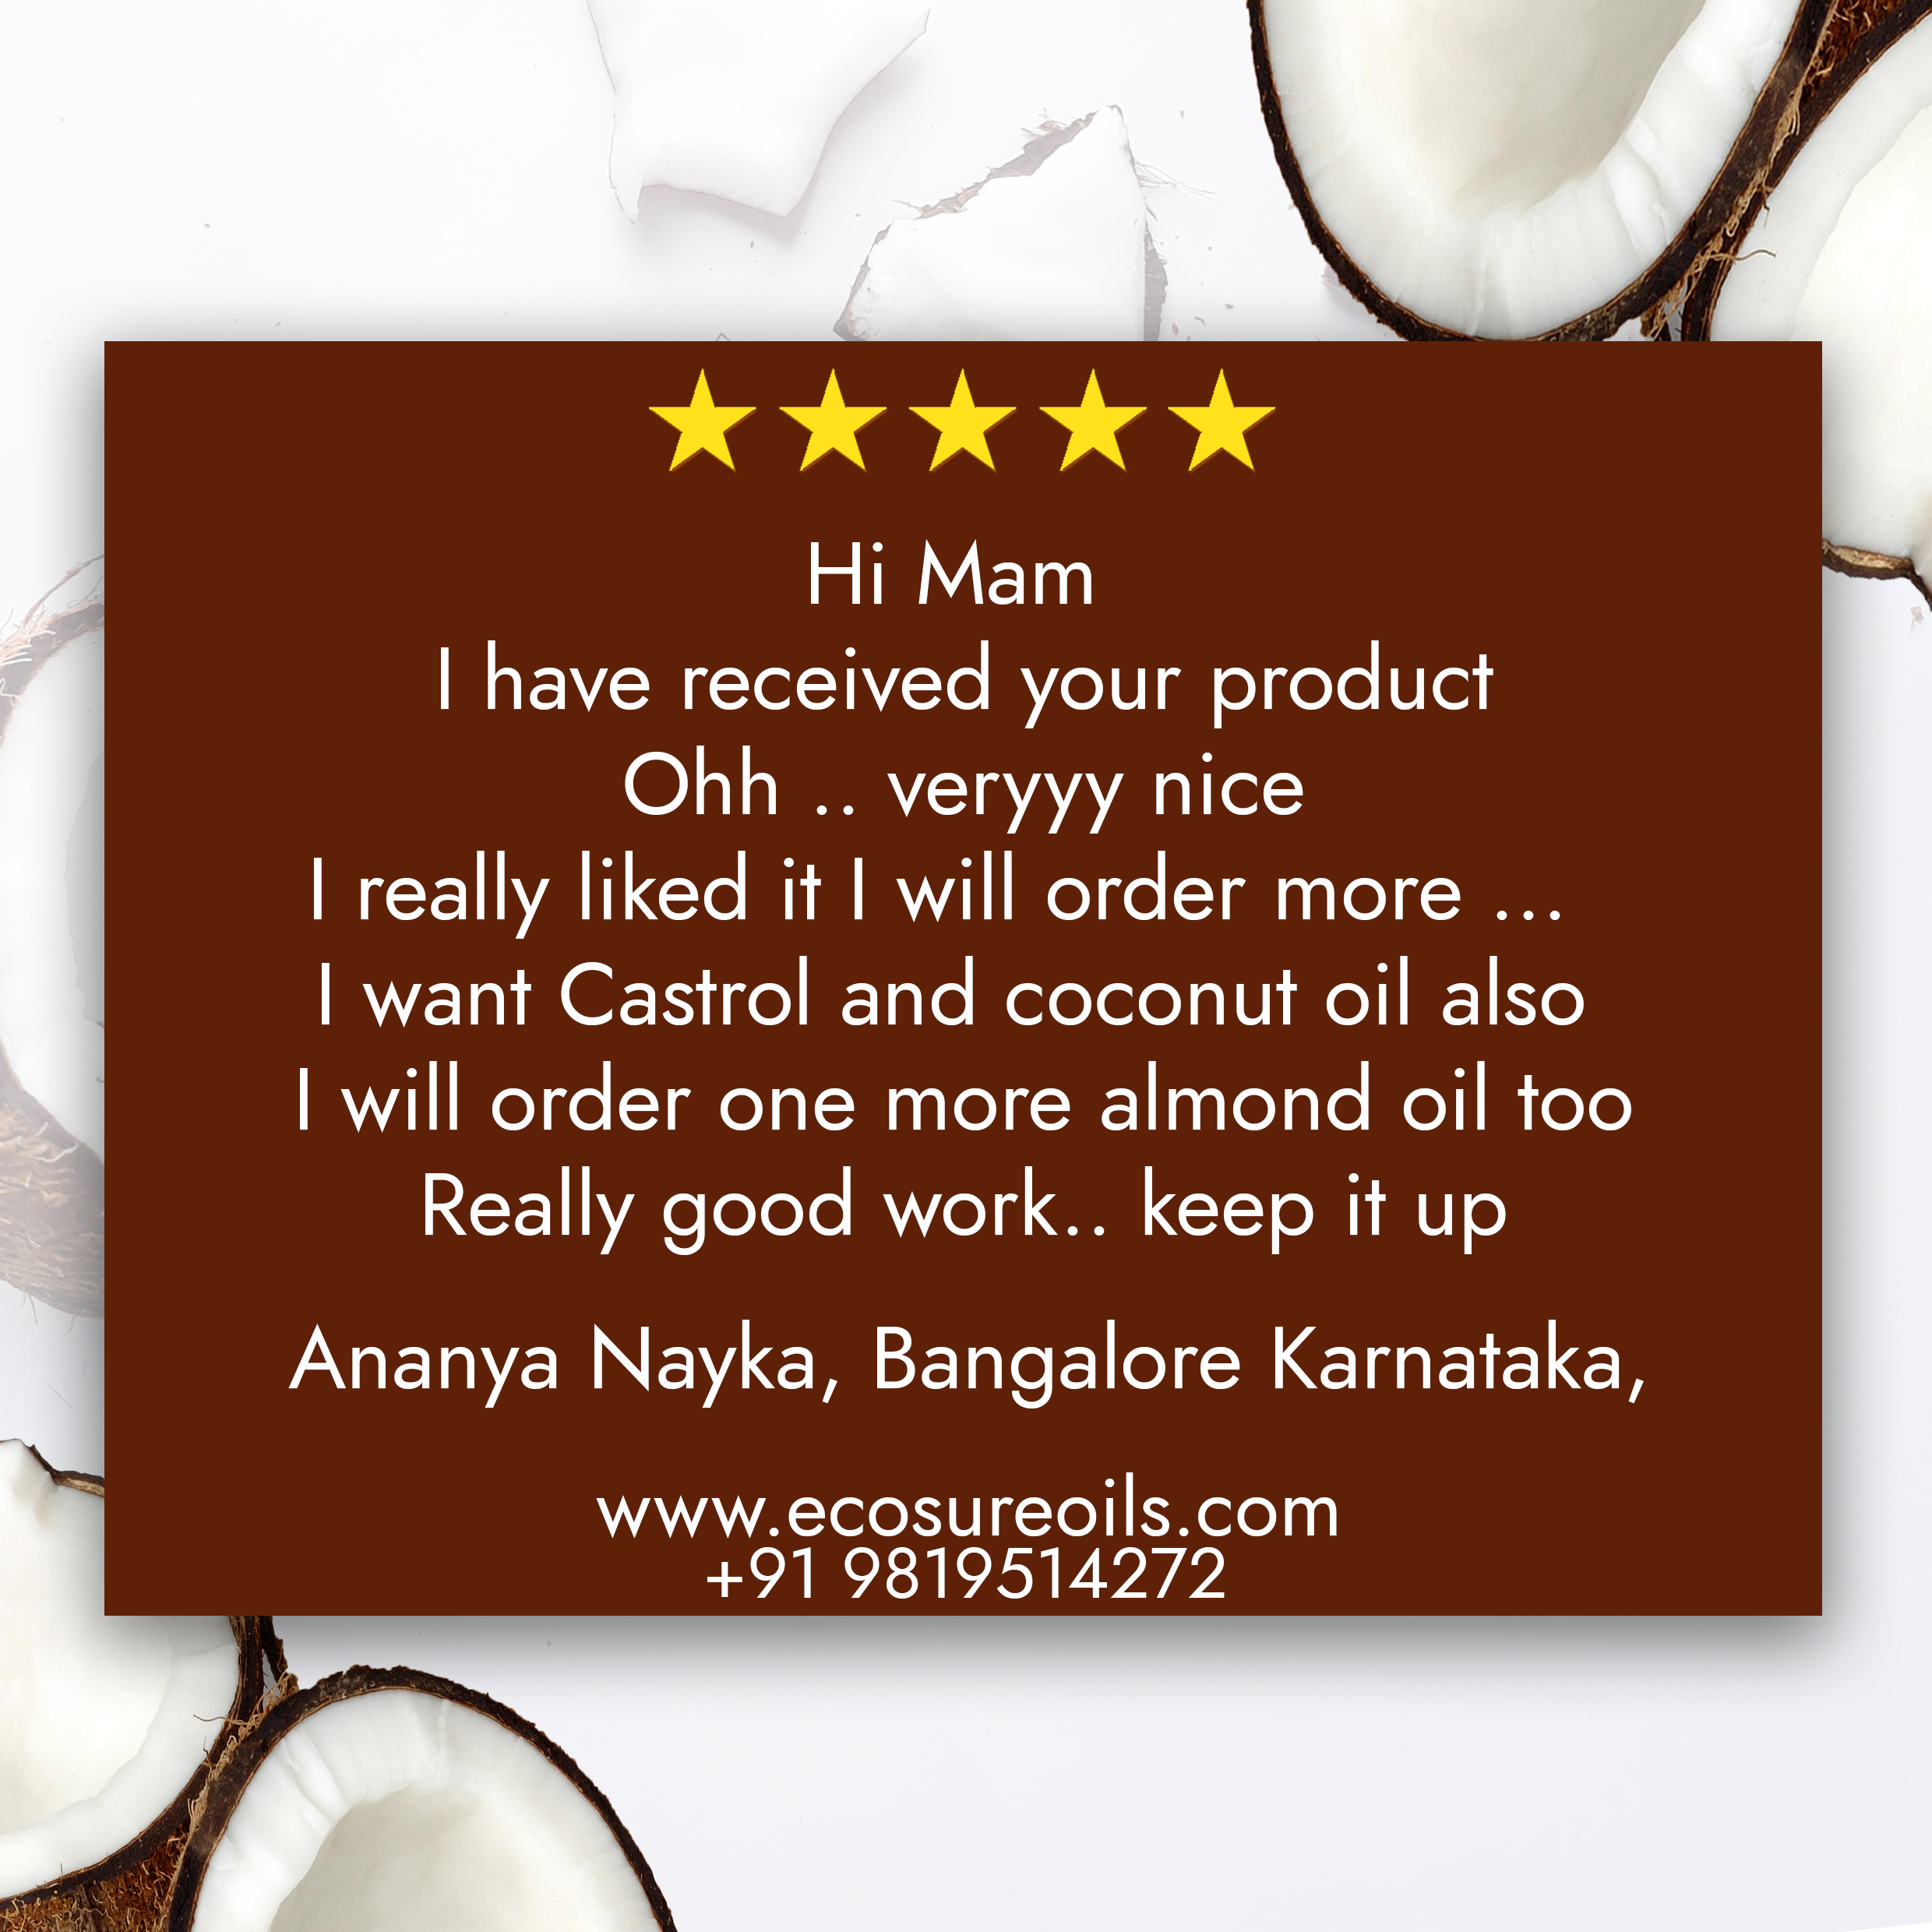 Hi Mam
I have received your product
Ohh .. veryyy nice
I really liked it I will order more ...
I want Castrol and coconut oil also
I will order one more almond oil too
Really good work.. keep it up
Ananya Nayka, Bangalore Karnataka,
www.ecosureoils.com
+91 9819514272